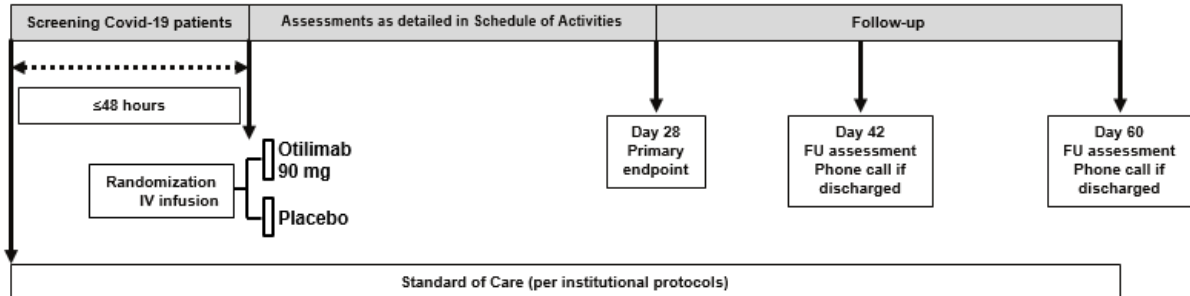 Screening Covid-19 patients
Assessments as detailed in Schedule of Activities
Follow-up
≤48 hours
Randomization
IV infusion
Otilimab
90 mg
Placebo
Day 28
Primary
endpoint
Day 42
FU assessment
Phone call if
discharged
Day 60
FU assessment
Phone call if
discharged
Standard of Care (per institutional protocols)